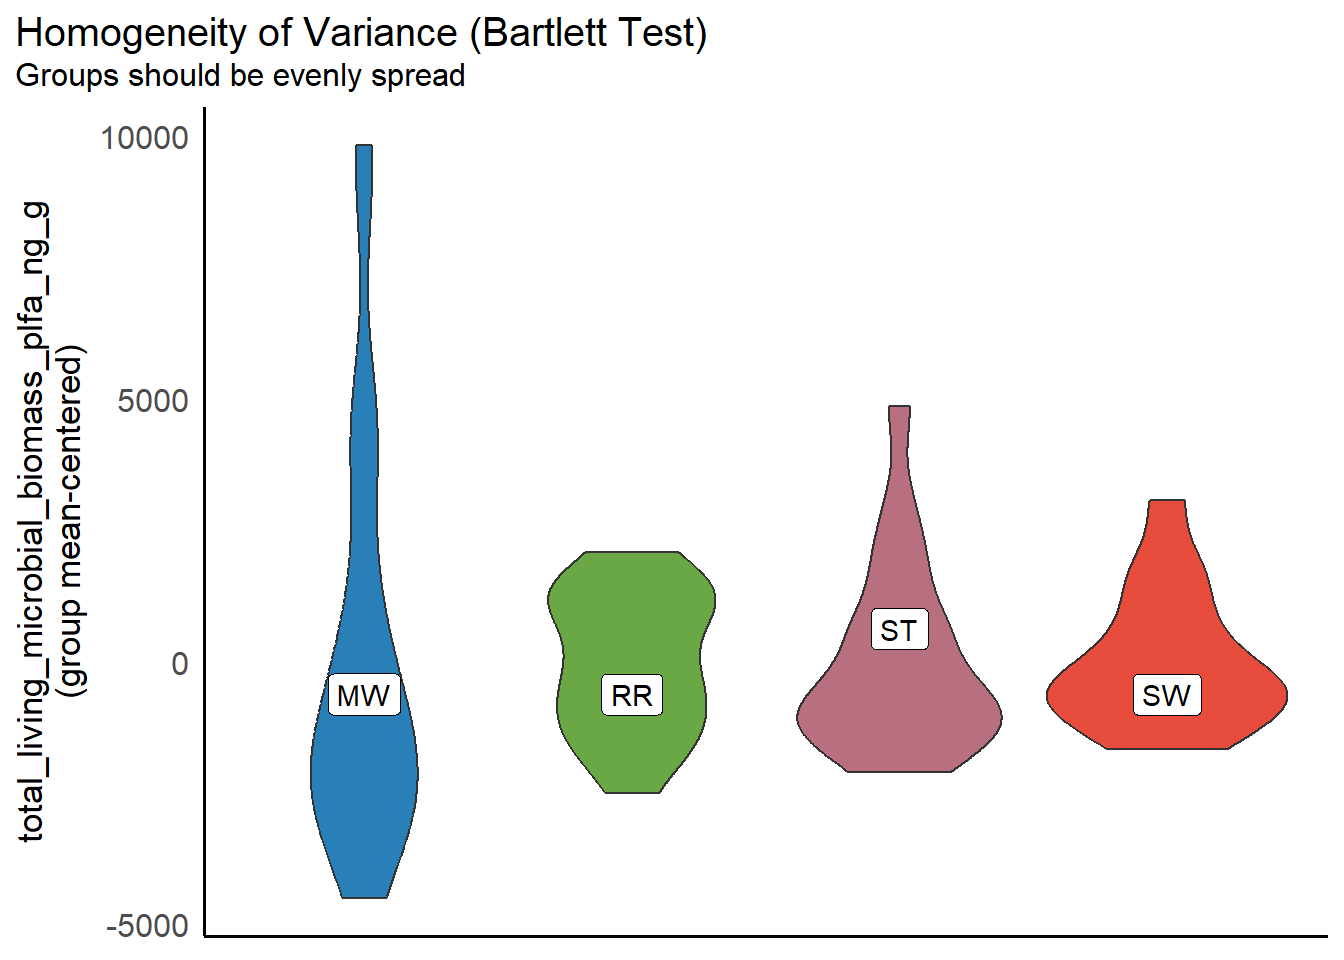 Homogeneity of Variance (Bartlett Test)
Groups should be evenly spread
total_living_microbial_biomass_plfa_ng_g
(group mean-centered)
10000
5000
0
-5000
MW
RR
ST
SW